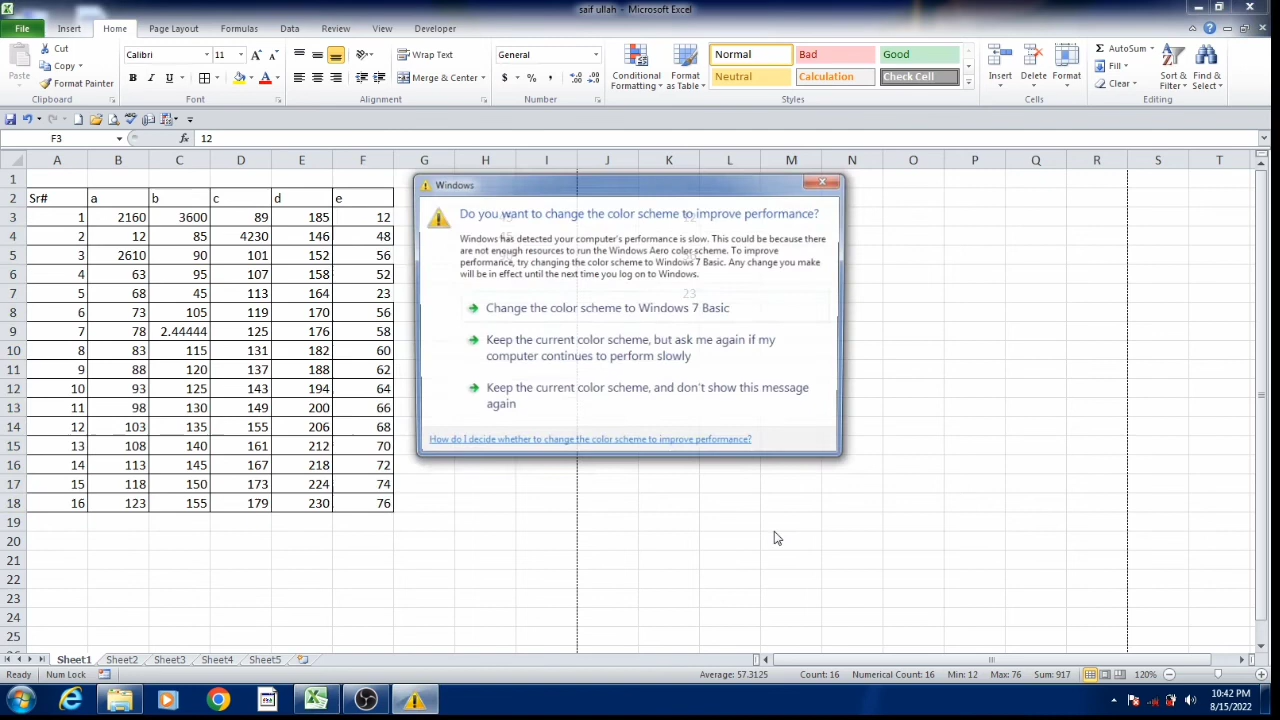 saif ullah - Microsoft Excel
File Insert Home Page Layout Formulas Data Review View Developer
Paste
Cut
Copy
Format Painter
Clipboard
Calibri 11
B I U A
Font
Wrap Text
Merge & Center
Alignment
General
$ % ,
Number
Conditional Formatting
Format as Table
Normal Bad Good
Neutral Calculation Check Cell
Styles
Insert Delete Format
Cells
AutoSum
Fill
Clear
Sort & Filter
Find & Select
Editing
F3 fx 12
A B C D E F G H I J K L M N O P Q R S T
1
2 Sr# a b c d e
3 1 2160 3600 89 185 12
4 2 12 85 4230 146 48
5 3 2610 90 101 152 56
6 4 63 95 107 158 52
7 5 68 45 113 164 23
8 6 73 105 119 170 56
9 7 78 2.44444 125 176 58
10 8 83 115 131 182 60
11 9 88 120 137 188 62
12 10 93 125 143 194 64
13 11 98 130 149 200 66
14 12 103 135 155 206 68
15 13 108 140 161 212 70
16 14 113 145 167 218 72
17 15 118 150 173 224 74
18 16 123 155 179 230 76
19
20
21
22
23
24
25
Windows
Do you want to change the color scheme to improve performance?
Windows has detected your computer's performance is slow. This could be because there
are not enough resources to run the Windows Aero color scheme. To improve
performance, try changing the color scheme to Windows 7 Basic. Any change you make
will be in effect until the next time you log on to Windows.
23
Change the color scheme to Windows 7 Basic
Keep the current color scheme, but ask me again if my
computer continues to perform slowly
Keep the current color scheme, and don't show this message
again
How do I decide whether to change the color scheme to improve performance?
Sheet1 Sheet2 Sheet3 Sheet4 Sheet5
Ready Num Lock Average: 57.3125 Count: 16 Numerical Count: 16 Min: 12 Max: 76 Sum: 917 120%
10:42 PM
8/15/2022